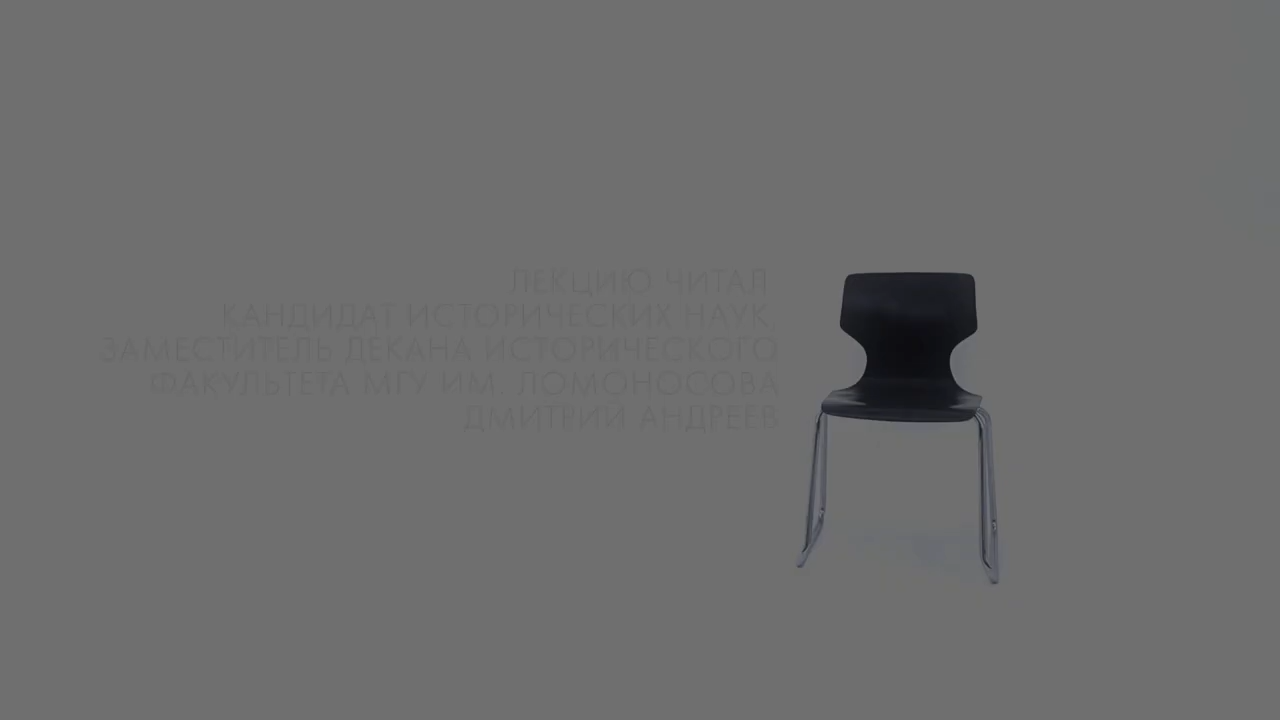 ЛЕКЦИЮ ЧИТАЛ
КАНДИДАТ ИСТОРИЧЕСКИХ НАУК,
ЗАМЕСТИТЕЛЬ ДЕКАНА ИСТОРИЧЕСКОГО
ФАКУЛЬТЕТА МГУ ИМ. ЛОМОНОСОВА
ДМИТРИЙ АНДРЕЕВ